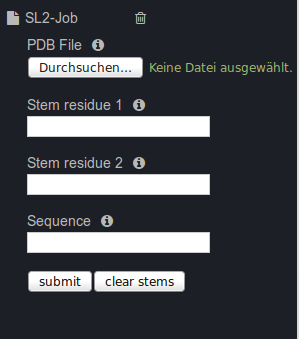 SL2-Job
PDB File
Durchsuchen... Keine Datei ausgewählt.
Stem residue 1
Stem residue 2
Sequence
submit clear stems